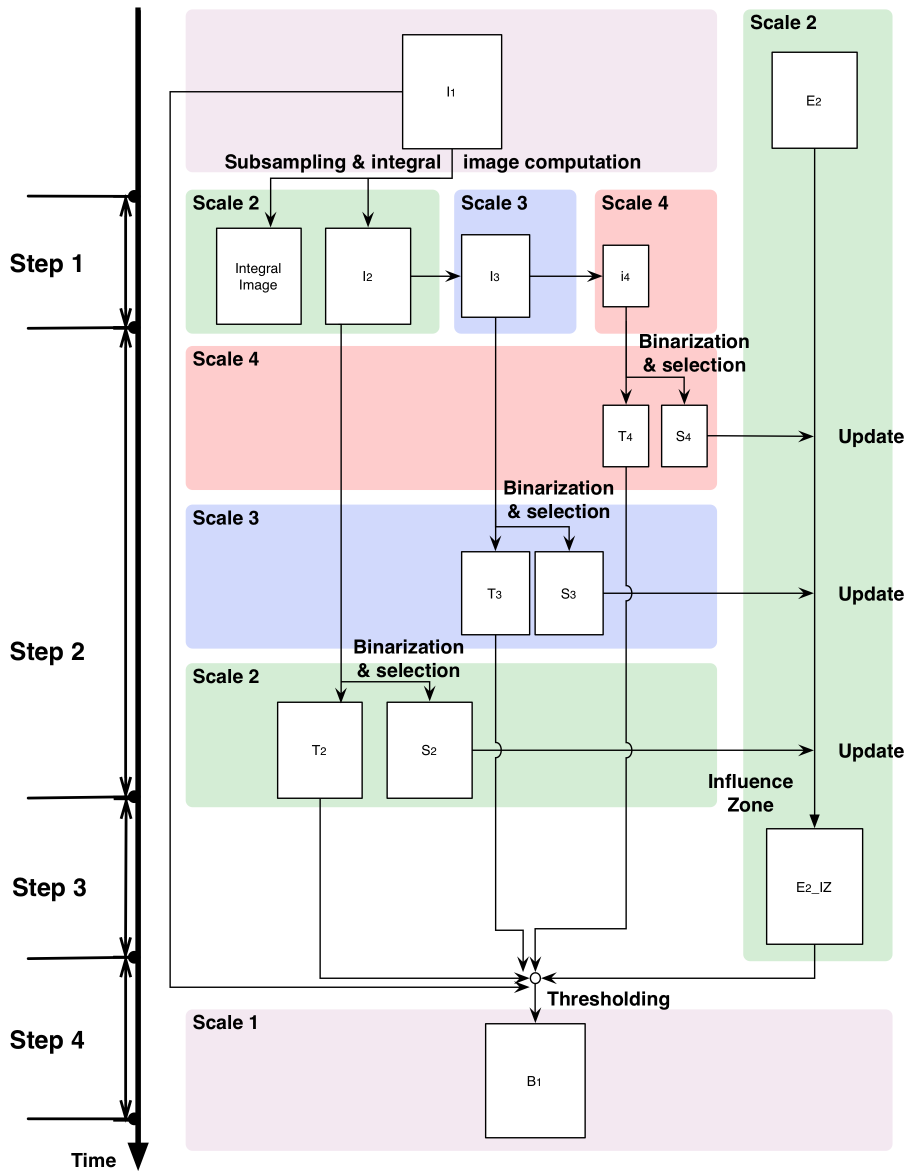 Scale 2
I1
E2
Subsampling & integral image computation
Scale 2
Scale 3
Scale 4
Step 1
Integral
Image
I2
I3
i4
Binarization
& selection
Scale 4
T4
S4
Update
Binarization
& selection
Scale 3
T3
S3
Update
Step 2
Binarization
& selection
Scale 2
T2
S2
Update
Influence
Zone
Step 3
E2_IZ
Thresholding
Scale 1
Step 4
B1
Time